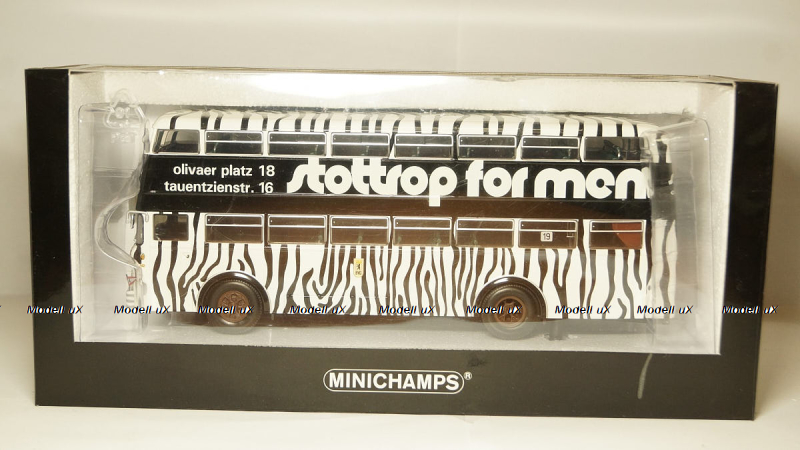 olivaer platz 18
tauentzienstr. 16
stottrop for men
19
Modell uX Modell uX Modell uX Modell uX Modell uX Modell uX Modell uX Modell uX Modell uX
MINICHAMPS®